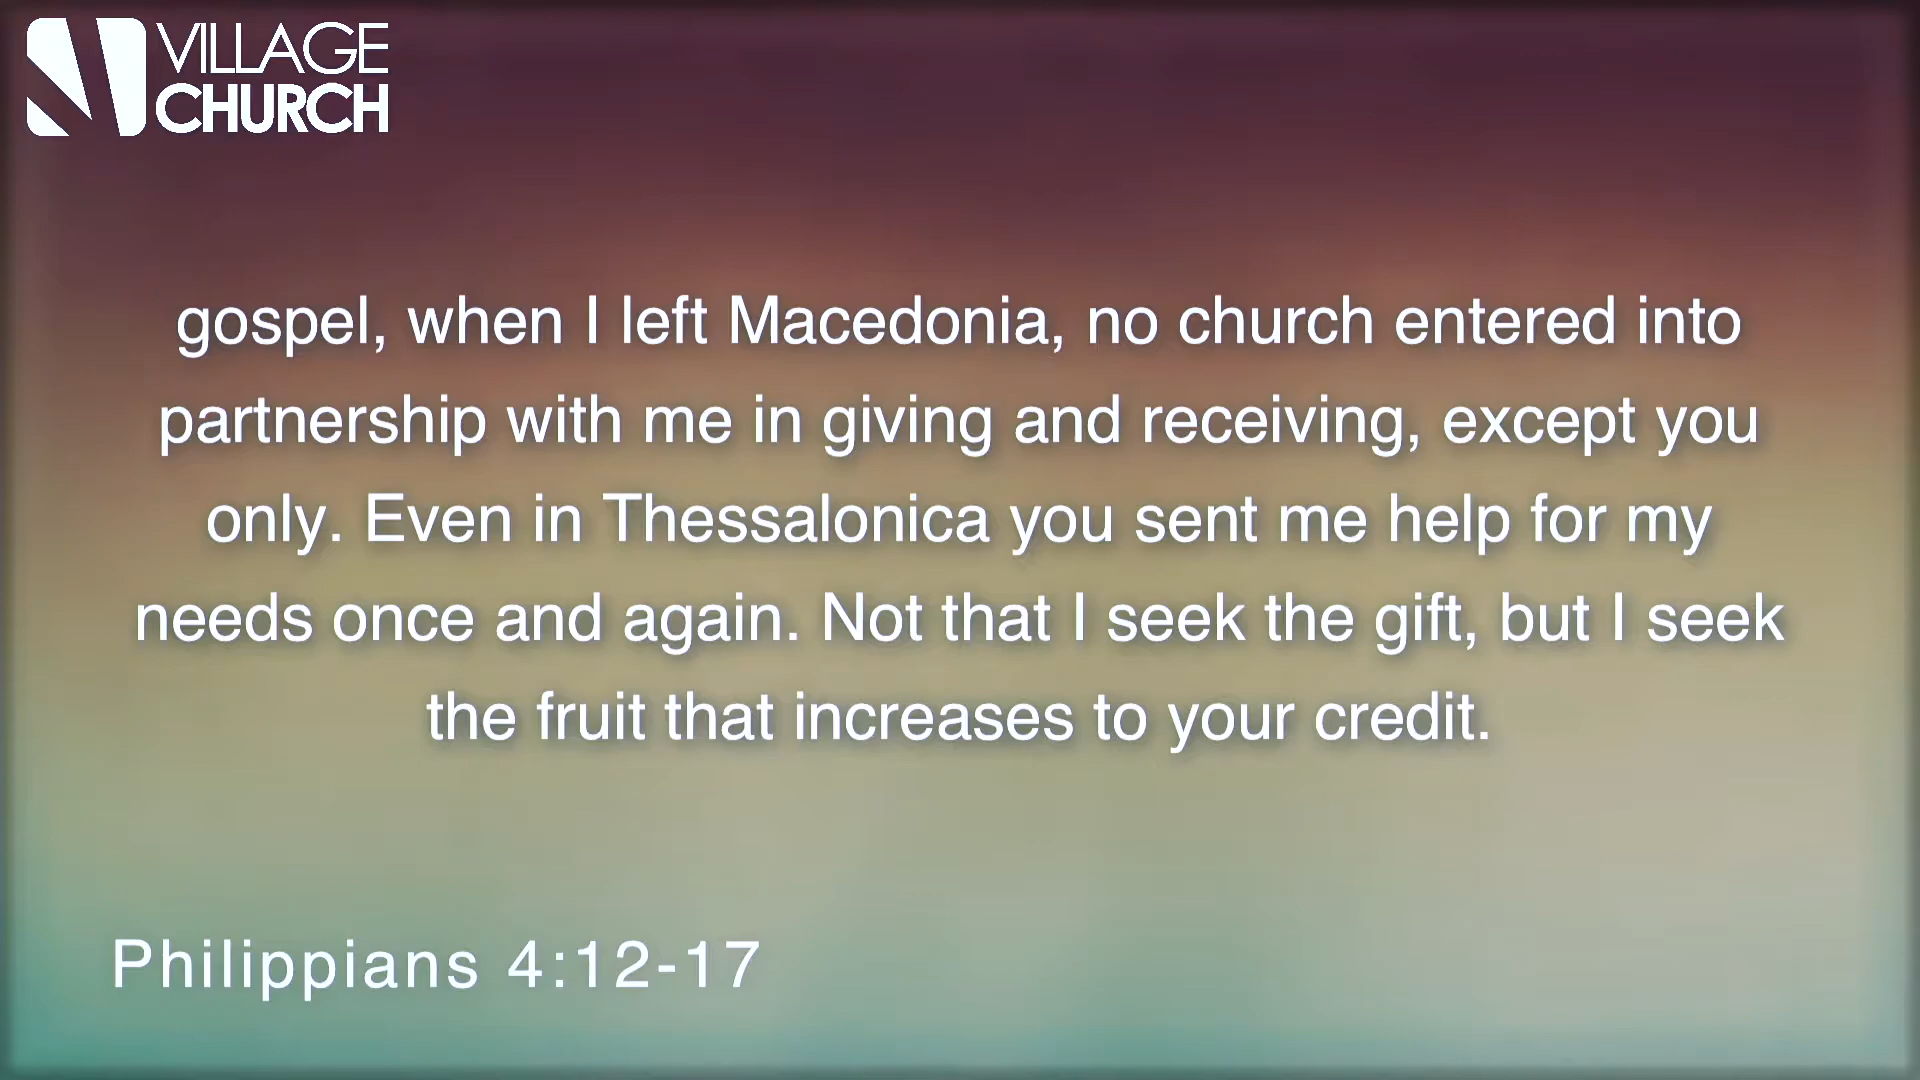 VILLAGE
CHURCH
gospel, when I left Macedonia, no church entered into
partnership with me in giving and receiving, except you
only. Even in Thessalonica you sent me help for my
needs once and again. Not that I seek the gift, but I seek
the fruit that increases to your credit.
Philippians 4:12-17